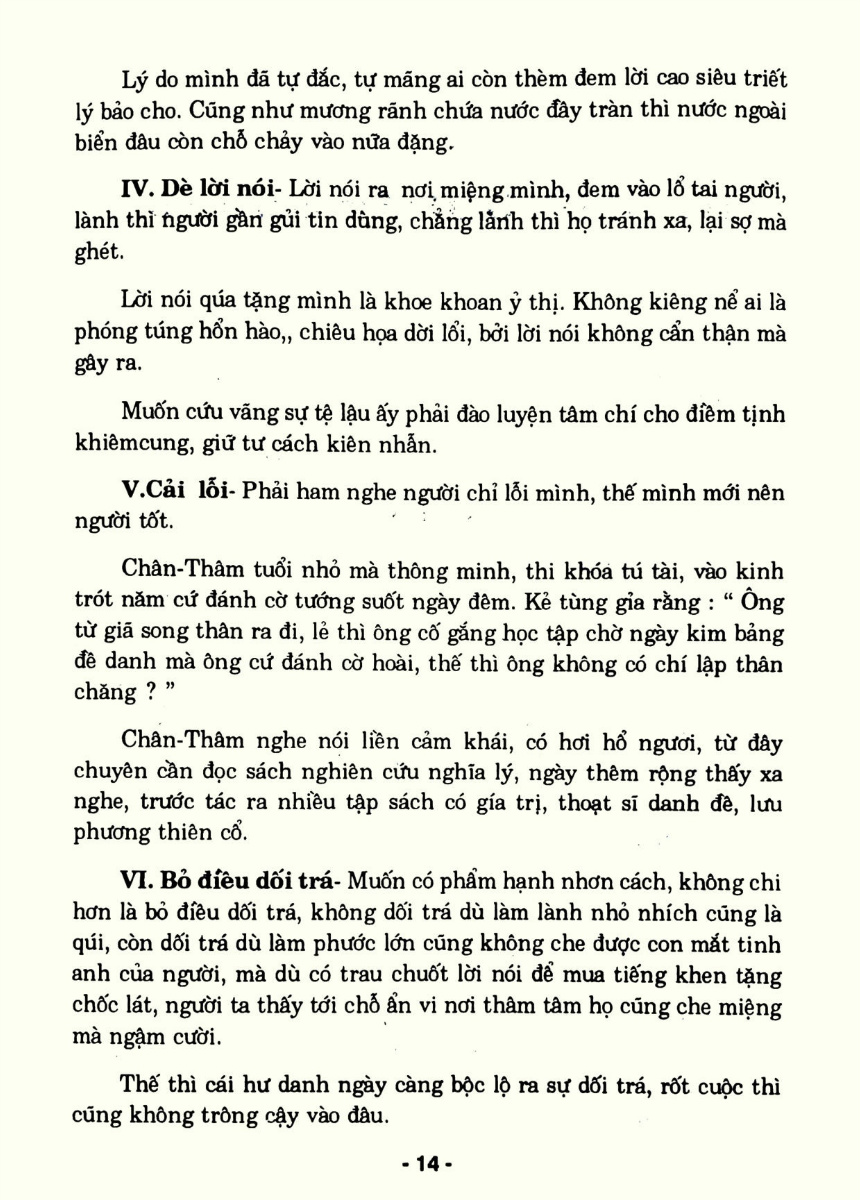 Lý do mình đã tự đắc, tự mãng ai còn thèm đem lời cao siêu triết
lý bảo cho. Cũng như mương rãnh chứa nước đầy tràn thì nước ngoài
biển đâu còn chỗ chảy vào nữa đặng.
IV. Dè lời nói- Lời nói ra nơi miệng mình, đem vào lổ tai người,
lành thì người gần gủi tin dùng, chẳng lành thì họ tránh xa, lại sợ mà
ghét.
Lời nói qúa tặng mình là khoe khoan ỷ thị. Không kiêng nể ai là
phóng túng hổn hào,, chiêu họa dời lổi, bởi lời nói không cẩn thận mà
gây ra.
Muốn cứu vãng sự tệ lậu ấy phải đào luyện tâm chí cho điềm tịnh
khiêmcung, giữ tư cách kiên nhẫn.
V.Cải lỗi- Phải ham nghe người chỉ lỗi mình, thế mình mới nên
người tốt.
Chân-Thâm tuổi nhỏ mà thông minh, thi khóa tú tài, vào kinh
trót năm cứ đánh cờ tướng suốt ngày đêm. Kẻ tùng gỉa rằng : “ Ông
từ giã song thân ra đi, lẻ thì ông cố gắng học tập chờ ngày kim bảng
đề danh mà ông cứ đánh cờ hoài, thế thì ông không có chí lập thân
chăng ? ”
Chân-Thâm nghe nói liền cảm khái, có hơi hổ ngươi, từ đây
chuyên cần đọc sách nghiên cứu nghĩa lý, ngày thêm rộng thấy xa
nghe, trước tác ra nhiều tập sách có gía trị, thoạt sĩ danh đề, lưu
phương thiên cổ.
VI. Bỏ điều dối trá- Muốn có phẩm hạnh nhơn cách, không chi
hơn là bỏ điều dối trá, không dối trá dù làm lành nhỏ nhích cũng là
qúi, còn dối trá dù làm phước lớn cũng không che được con mắt tinh
anh của người, mà dù có trau chuốt lời nói để mua tiếng khen tặng
chốc lát, người ta thấy tới chỗ ẩn vi nơi thâm tâm họ cũng che miệng
mà ngậm cười.
Thế thì cái hư danh ngày càng bộc lộ ra sự dối trá, rốt cuộc thì
cũng không trông cậy vào đâu.
- 14 -